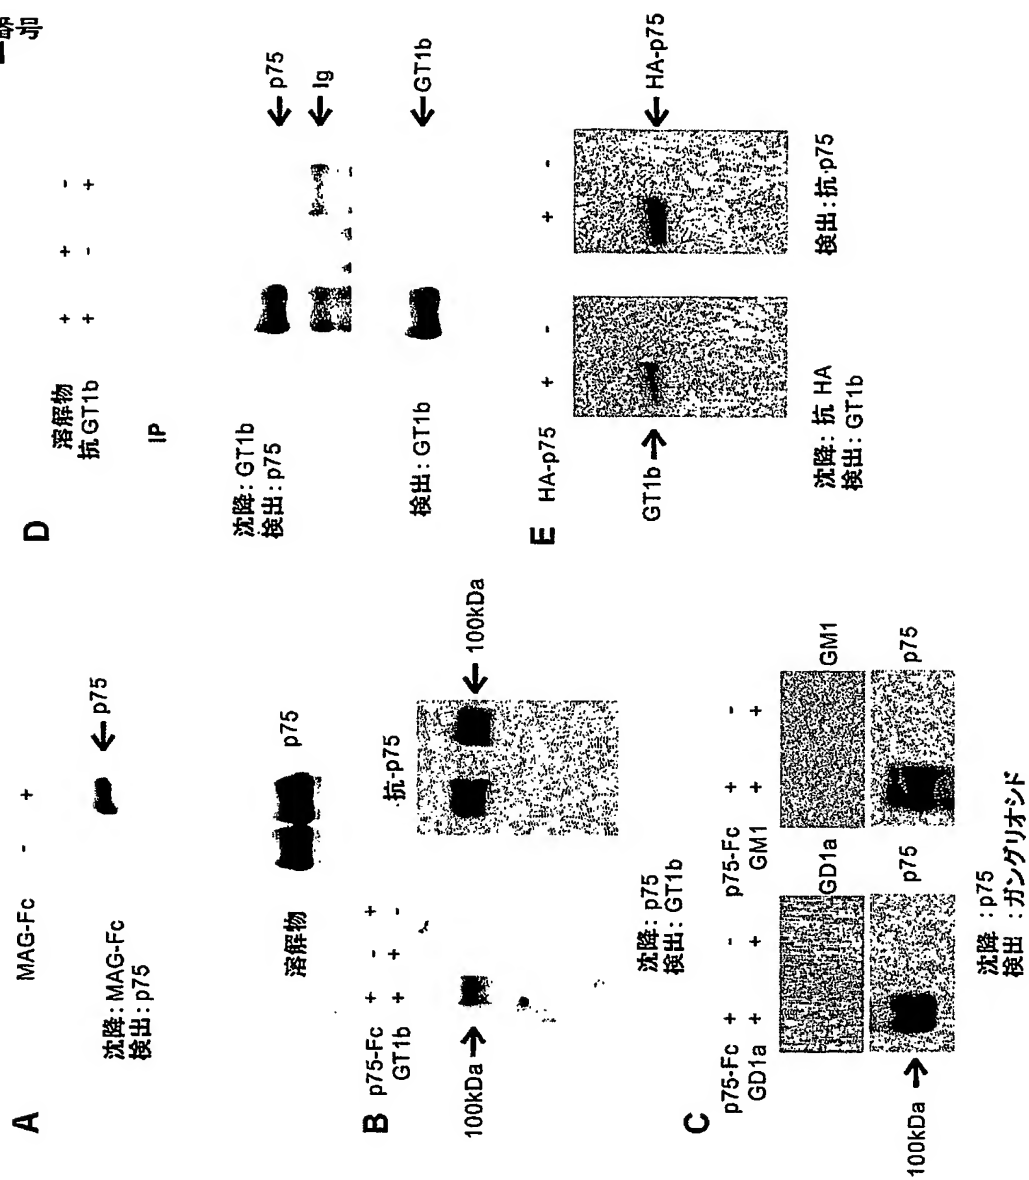 番号
A
MAG-Fc - +
沈降: MAG-Fc
検出: p75
← p75
溶解物
p75
B
p75-Fc + - +
GT1b + + -
100kDa →
抗-p75
← 100kDa
沈降: p75
検出: GT1b
C
p75-Fc + -
GD1a + +
GD1a
p75
100kDa →
p75-Fc + -
GM1 + +
GM1
p75
沈降 : p75
検出 : ガングリオシド
D
溶解物 + + -
抗 GT1b + - +
IP
沈降: GT1b
検出: p75
← p75
← Ig
検出: GT1b
← GT1b
E
HA-p75 + - + -
GT1b →
← HA-p75
沈降: 抗 HA
検出: GT1b
検出: 抗 p75